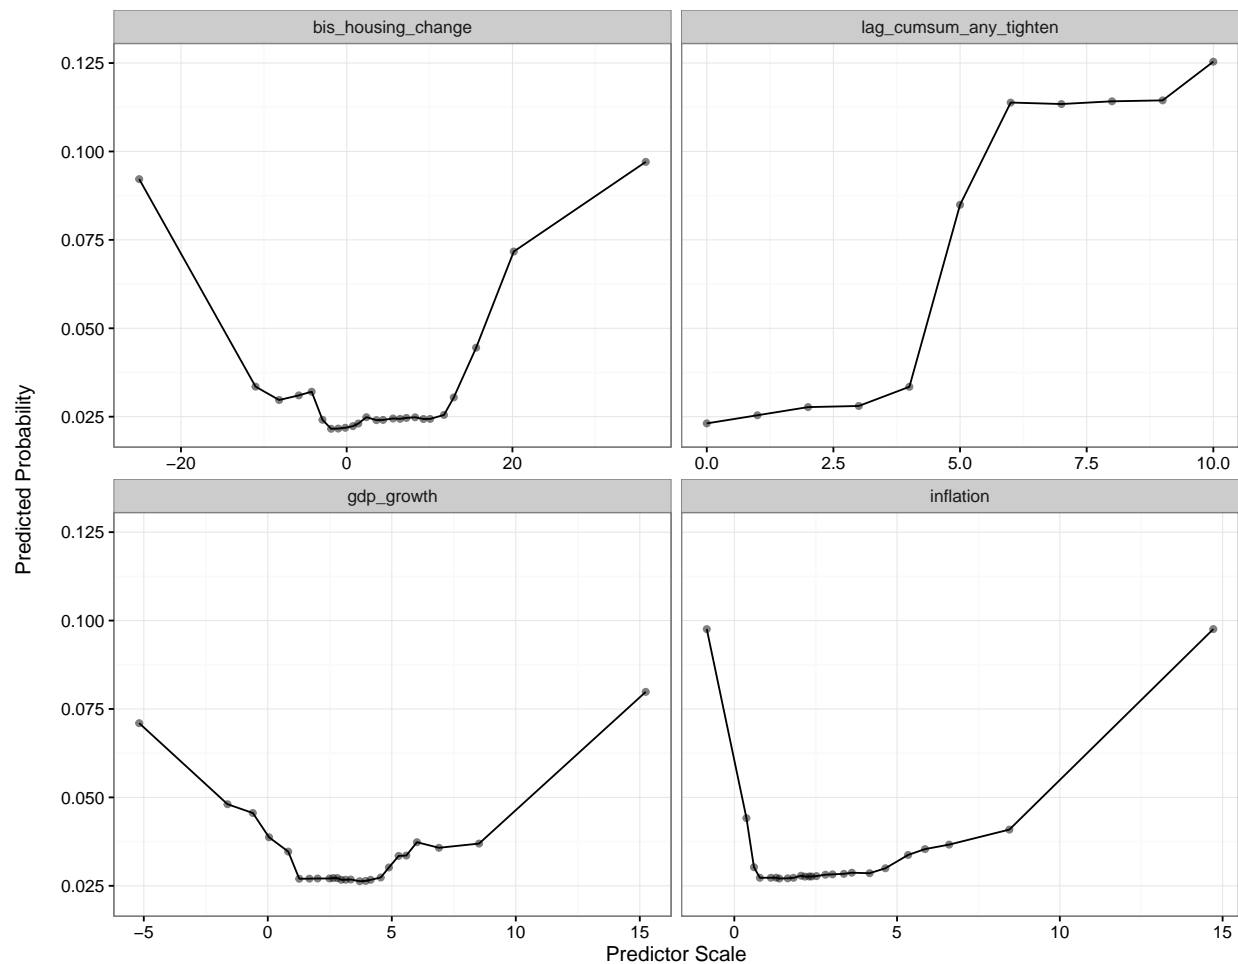 bis_housing_change
lag_cumsum_any_tighten
0.125
0.100
0.075
0.050
0.025
−20 0 20
0.0 2.5 5.0 7.5 10.0
gdp_growth
inflation
0.125
0.100
0.075
0.050
0.025
−5 0 5 10 15
0 5 10 15
Predictor Scale
Predicted Probability